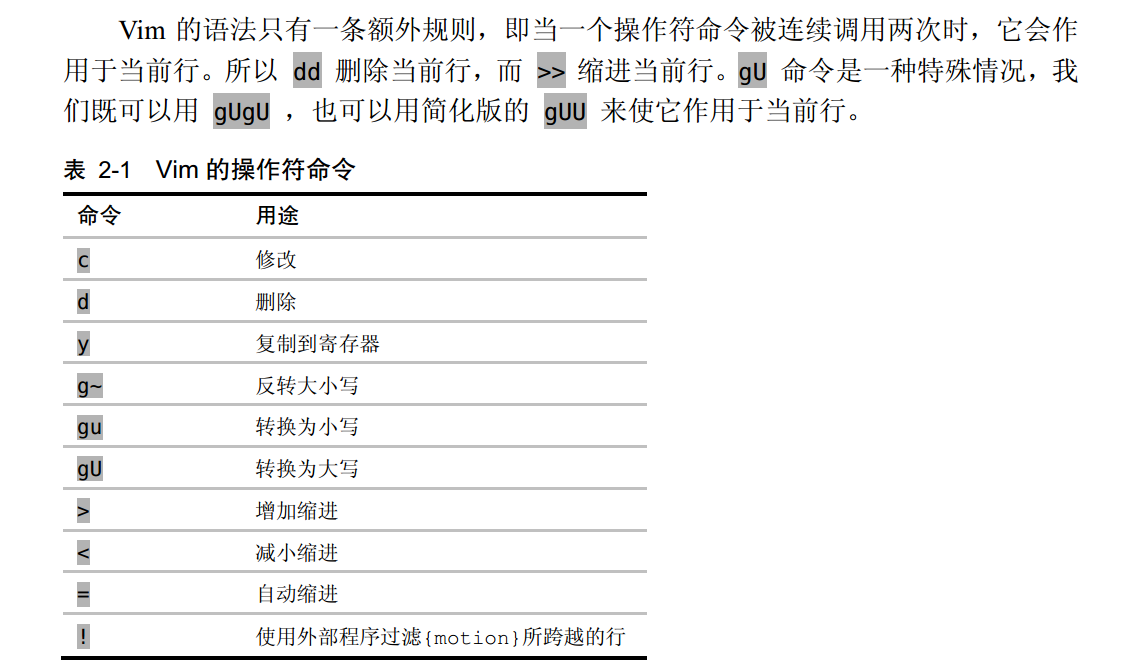 Vim 的语法只有一条额外规则，即当一个操作符命令被连续调用两次时，它会作
用于当前行。所以 dd 删除当前行，而 >> 缩进当前行。gU 命令是一种特殊情况，我
们既可以用 gUgU ，也可以用简化版的 gUU 来使它作用于当前行。
表 2-1 Vim 的操作符命令
命令 用途
c 修改
d 删除
y 复制到寄存器
g~ 反转大小写
gu 转换为小写
gU 转换为大写
> 增加缩进
< 减小缩进
= 自动缩进
! 使用外部程序过滤{motion}所跨越的行